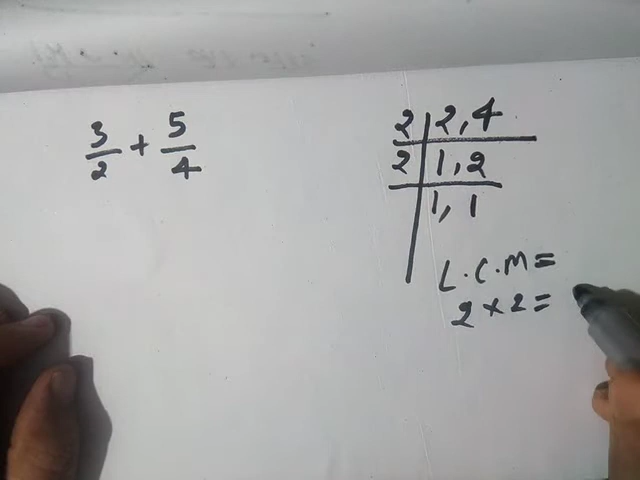 3/2 + 5/4
2 | 2, 4
2 | 1, 2
1, 1
L.C.M =
2 × 2 =